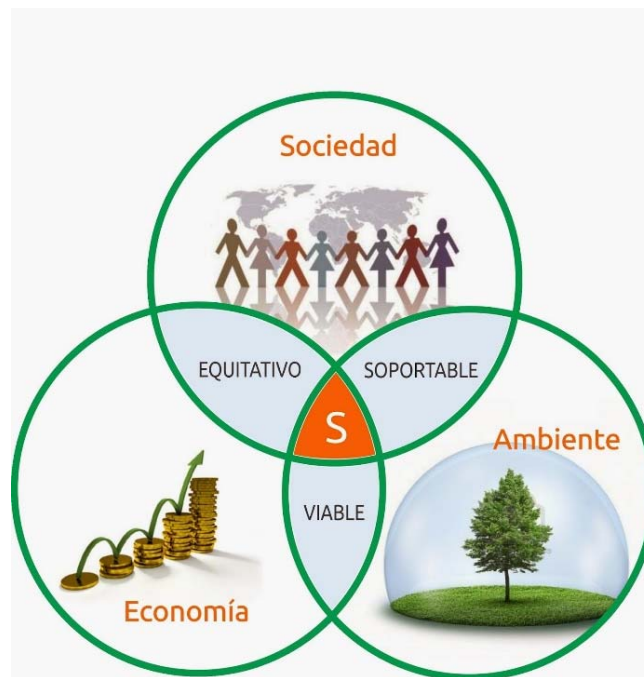 Sociedad
EQUITATIVO
SOPORTABLE
S
Ambiente
VIABLE
Economía